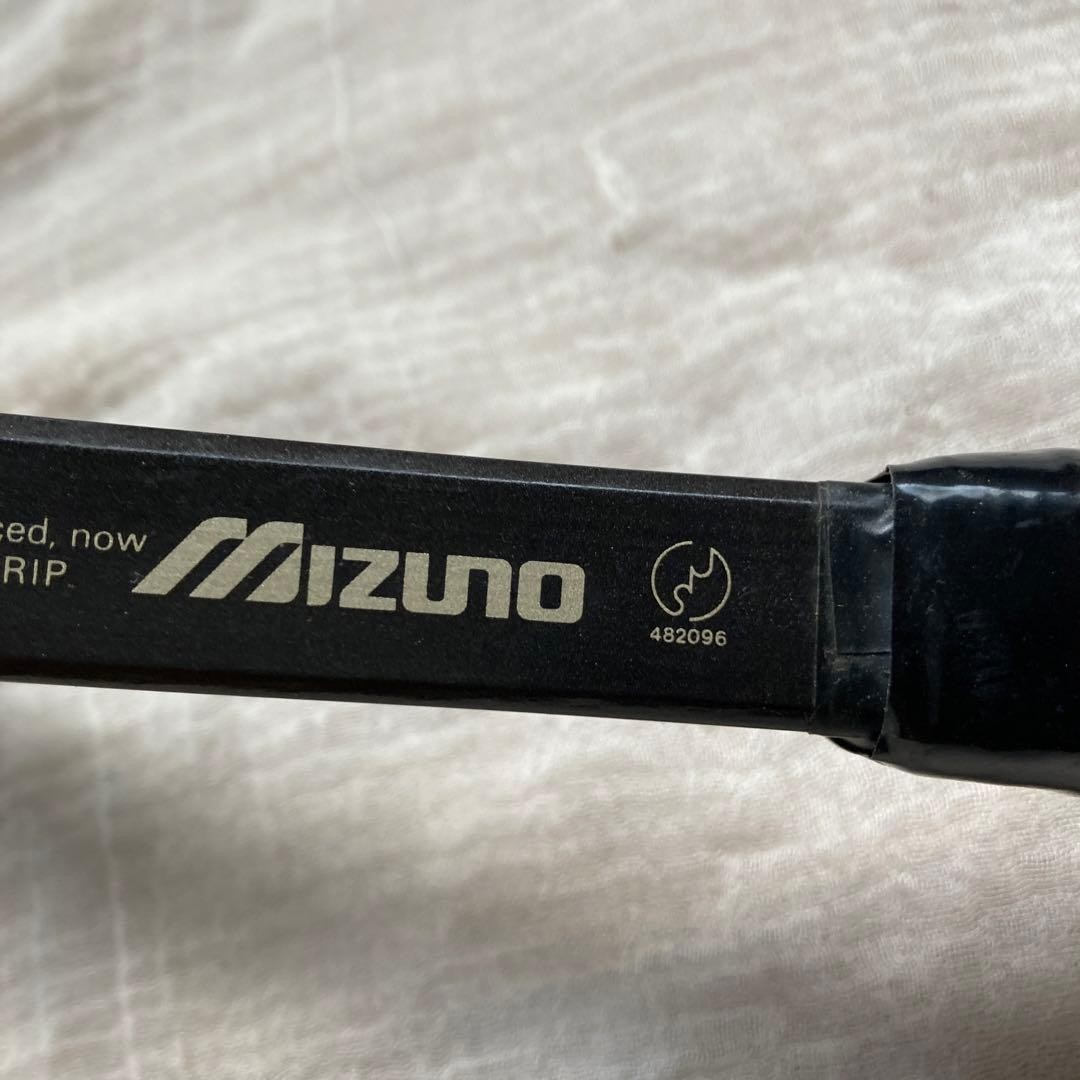 ced, now
RIP
MIZUNO
482096